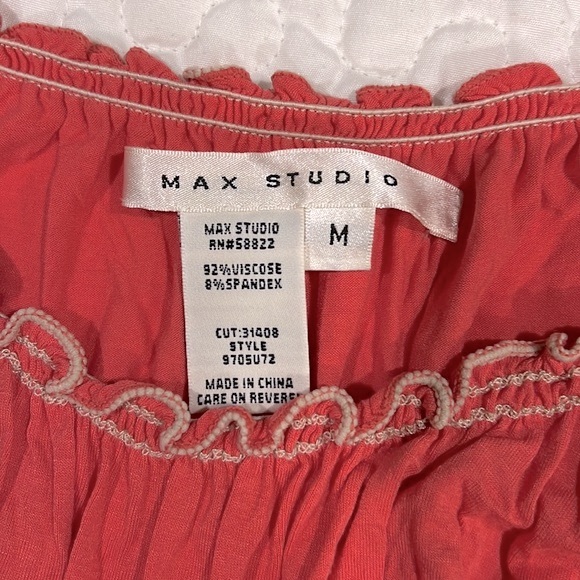 MAX STUDIO
M
MAX STUDIO
RN#58822
92%VISCOSE
8%SPANDEX
CUT:31408
STYLE
9705U72
MADE IN CHINA
CARE ON REVERSE